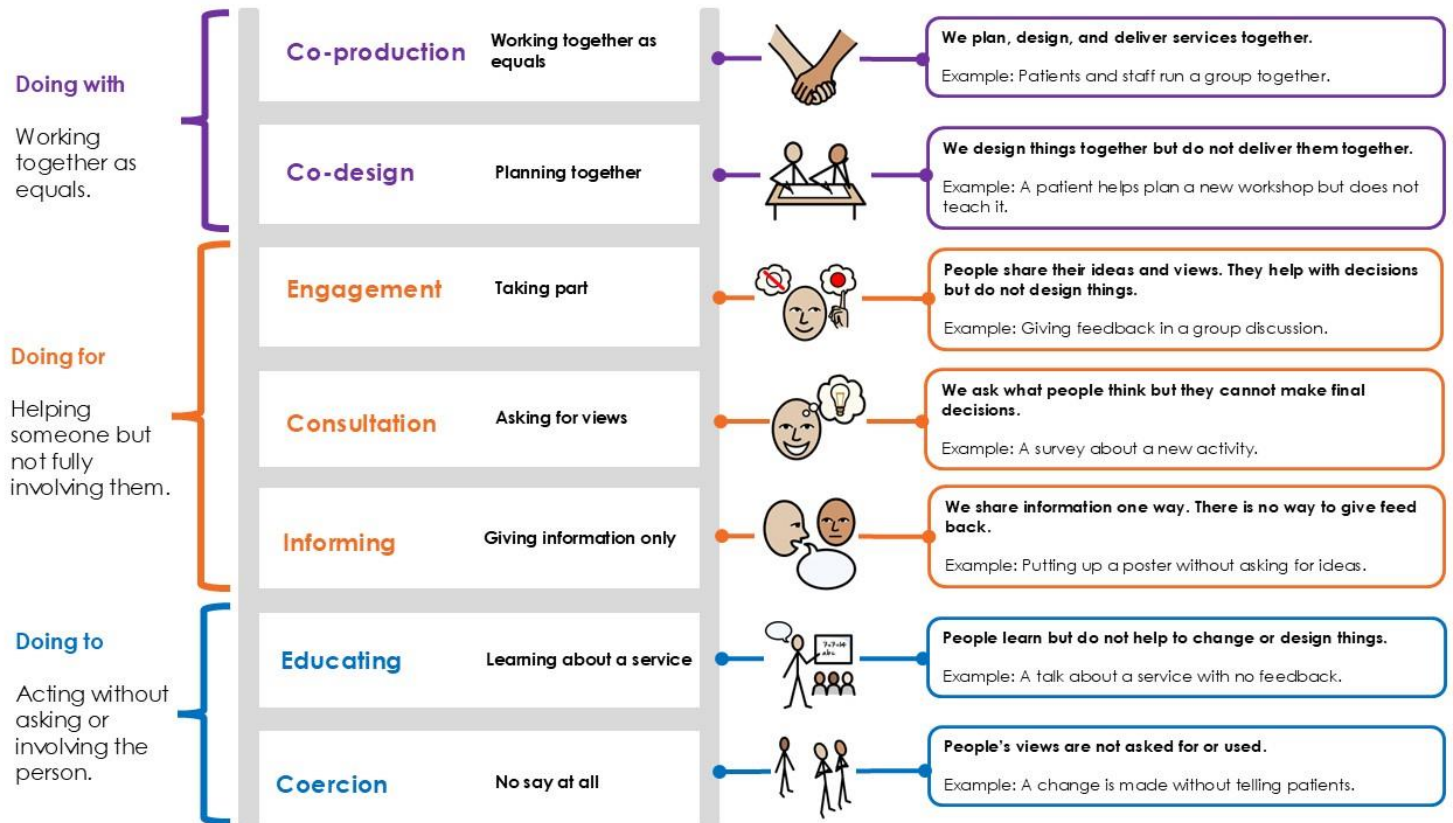 Doing with
Working
together as
equals.
Co-production
Working together as
equals
We plan, design, and deliver services together.
Example: Patients and staff run a group together.
Co-design
Planning together
We design things together but do not deliver them together.
Example: A patient helps plan a new workshop but does not
teach it.
Doing for
Helping
someone but
not fully
involving them.
Engagement
Taking part
People share their ideas and views. They help with decisions
but do not design things.
Example: Giving feedback in a group discussion.
Consultation
Asking for views
We ask what people think but they cannot make final
decisions.
Example: A survey about a new activity.
Informing
Giving information only
We share information one way. There is no way to give feed
back.
Example: Putting up a poster without asking for ideas.
Doing to
Acting without
asking or
involving the
person.
Educating
Learning about a service
abc
People learn but do not help to change or design things.
Example: A talk about a service with no feedback.
Coercion
No say at all
People's views are not asked for or used.
Example: A change is made without telling patients.